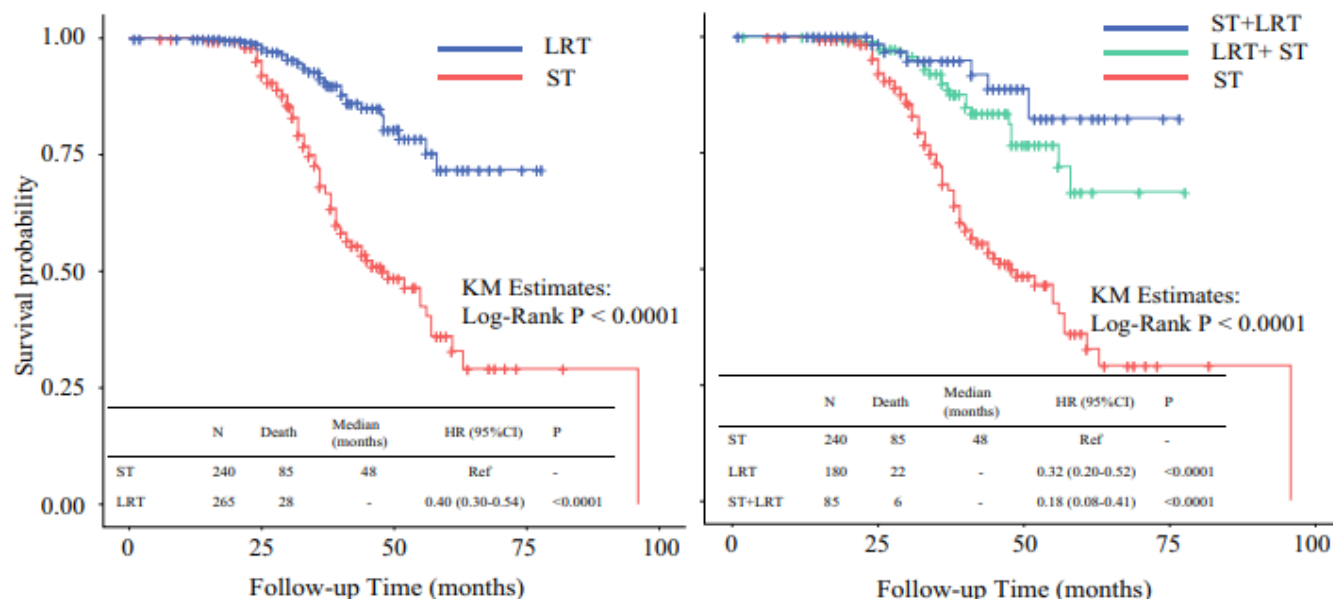 1.00
0.75
0.50
0.25
0.00
Survival probability
LRT
ST
KM Estimates:
Log-Rank P < 0.0001
N Death Median (months) HR (95%CI) P
ST 240 85 48 Ref -
LRT 265 28 - 0.40 (0.30-0.54) <0.0001
0 25 50 75 100
Follow-up Time (months)
ST+LRT
LRT+ ST
ST
KM Estimates:
Log-Rank P < 0.0001
N Death Median (months) HR (95%CI) P
ST 240 85 48 Ref -
LRT 180 22 - 0.32 (0.20-0.52) <0.0001
ST+LRT 85 6 - 0.18 (0.08-0.41) <0.0001
0 25 50 75 100
Follow-up Time (months)